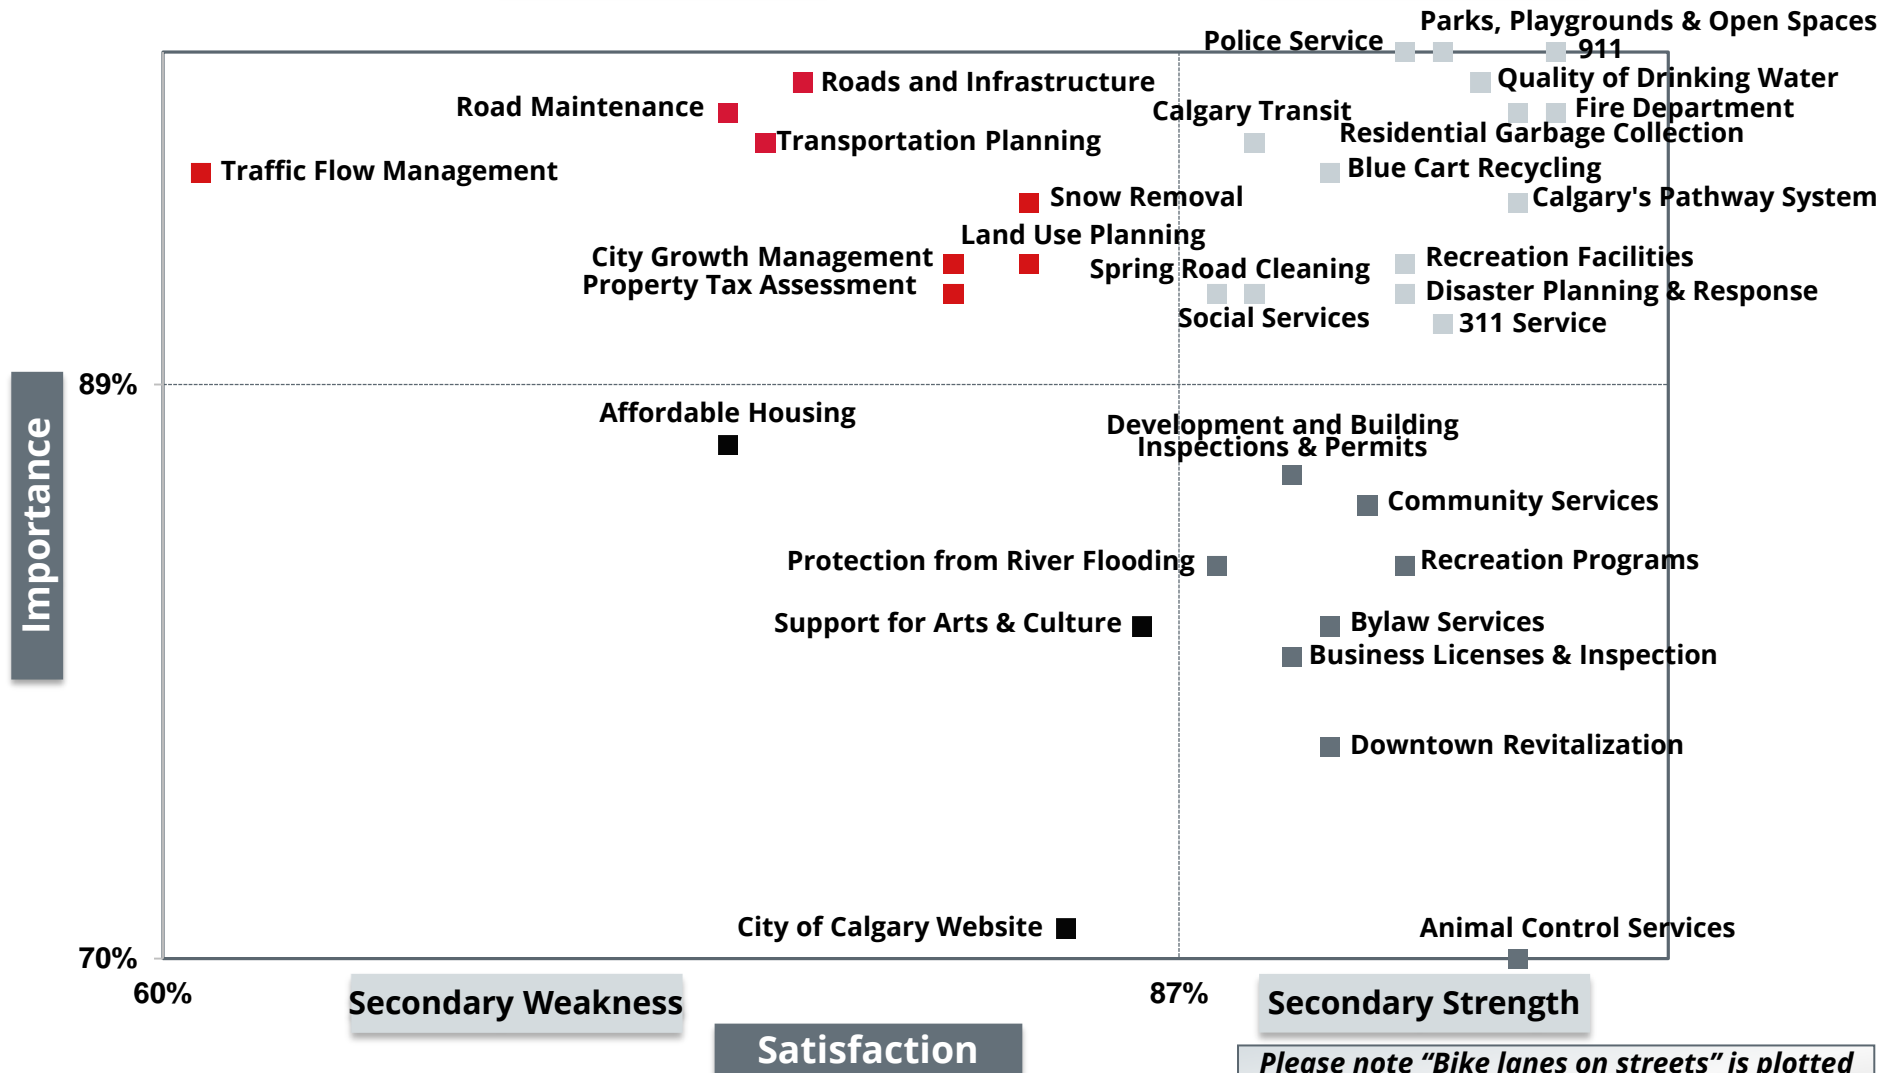 Parks, Playgrounds & Open Spaces
Police Service
911
Roads and Infrastructure
Quality of Drinking Water
Road Maintenance
Calgary Transit
Fire Department
Transportation Planning
Residential Garbage Collection
Traffic Flow Management
Blue Cart Recycling
Snow Removal
Calgary's Pathway System
Land Use Planning
City Growth Management
Recreation Facilities
Spring Road Cleaning
Property Tax Assessment
Disaster Planning & Response
Social Services
311 Service
89%
Affordable Housing
Development and Building
Inspections & Permits
Community Services
Importance
Protection from River Flooding
Recreation Programs
Support for Arts & Culture
Bylaw Services
Business Licenses & Inspection
Downtown Revitalization
City of Calgary Website
Animal Control Services
70%
60%
87%
Secondary Weakness
Secondary Strength
Satisfaction
Please note “Bike lanes on streets” is plotted